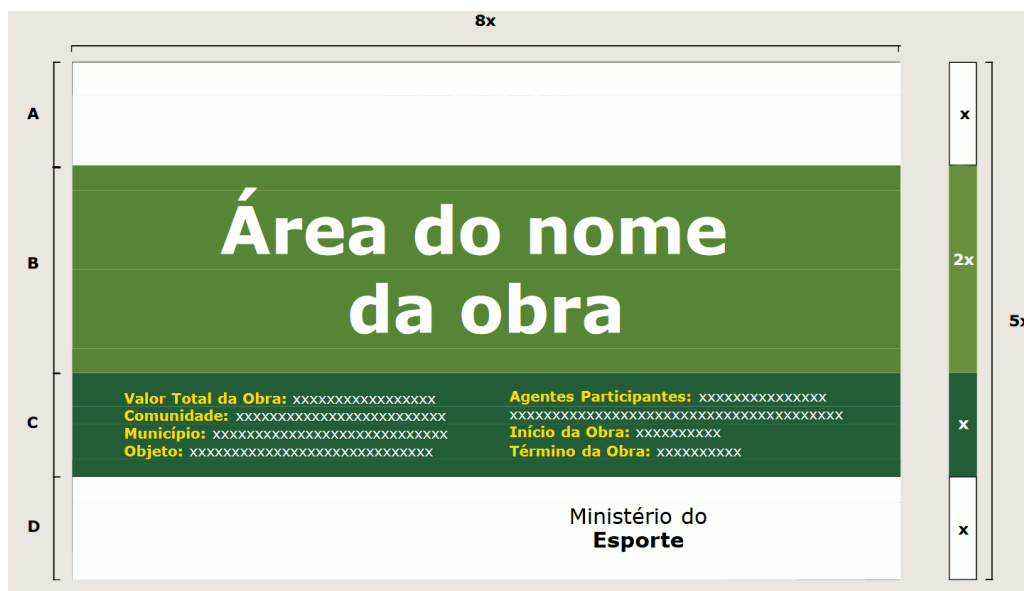 8x
A
x
Área do nome
da obra
B
2x
5x
Valor Total da Obra: xxxxxxxxxxxxxxxxx
Comunidade: xxxxxxxxxxxxxxxxxxxxxxxxx
Município: xxxxxxxxxxxxxxxxxxxxxxxxxxxx
Objeto: xxxxxxxxxxxxxxxxxxxxxxxxxxxxx
Agentes Participantes: xxxxxxxxxxxxxxx
xxxxxxxxxxxxxxxxxxxxxxxxxxxxxxxxxxxxxxx
Início da Obra: xxxxxxxxxx
Término da Obra: xxxxxxxxxx
C
x
Ministério do
Esporte
D
x